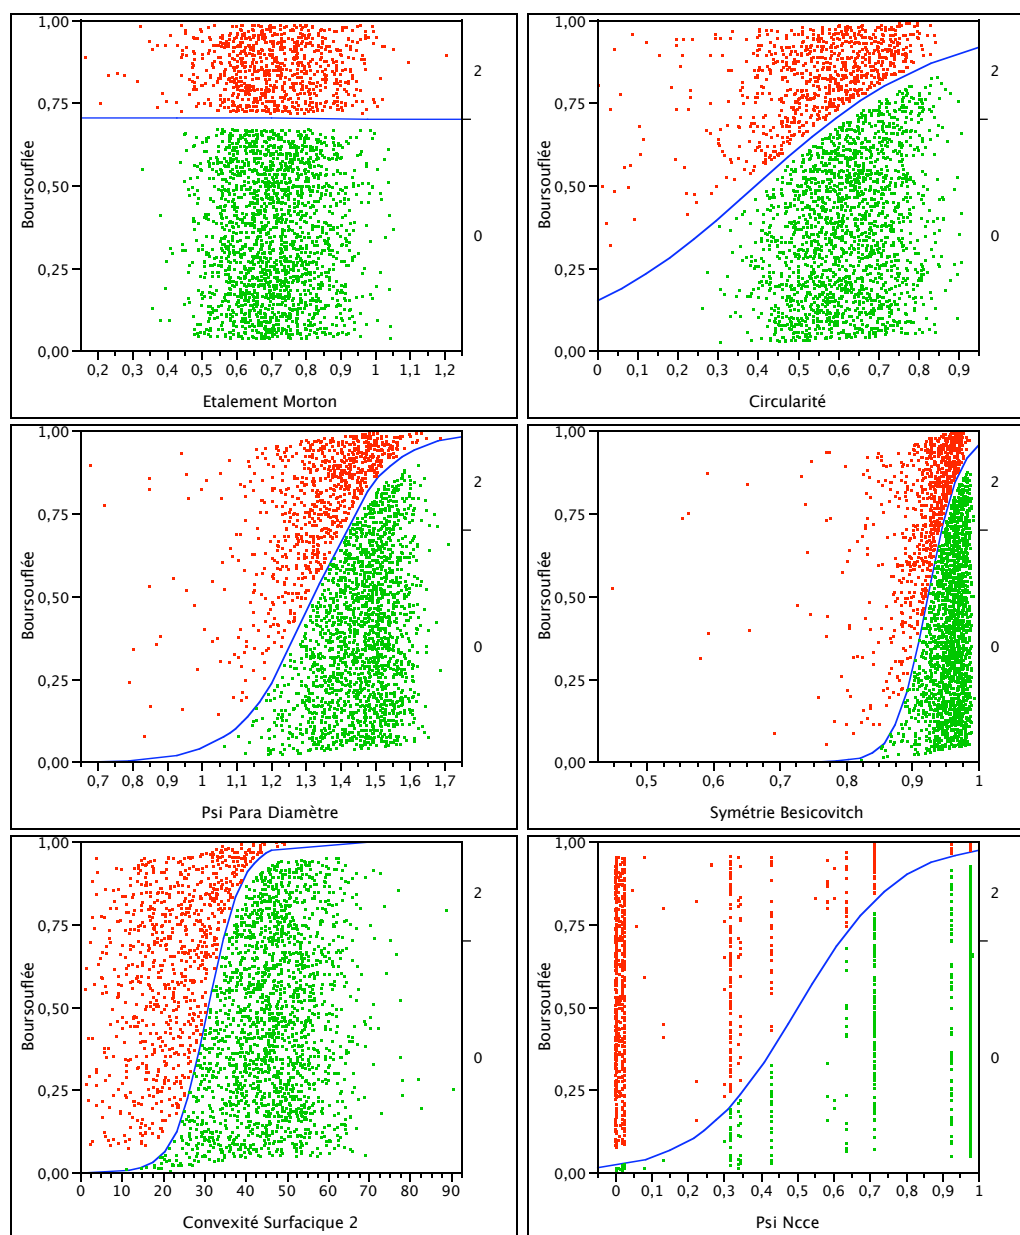 1,00
0,75
0,50
0,25
0,00
Boursouflée
2
0
0,2 0,3 0,4 0,5 0,6 0,7 0,8 0,9 1 1,1 1,2
Etalement Morton
1,00
0,75
0,50
0,25
0,00
Boursouflée
2
0
0 0,1 0,2 0,3 0,4 0,5 0,6 0,7 0,8 0,9
Circularité
1,00
0,75
0,50
0,25
0,00
Boursouflée
2
0
0,7 0,8 0,9 1 1,1 1,2 1,3 1,4 1,5 1,6 1,7
Psi Para Diamètre
1,00
0,75
0,50
0,25
0,00
Boursouflée
2
0
0,5 0,6 0,7 0,8 0,9 1
Symétrie Besicovitch
1,00
0,75
0,50
0,25
0,00
Boursouflée
2
0
0 10 20 30 40 50 60 70 80 90
Convexité Surfacique 2
1,00
0,75
0,50
0,25
0,00
Boursouflée
2
0
0 0,1 0,2 0,3 0,4 0,5 0,6 0,7 0,8 0,9 1
Psi Ncce